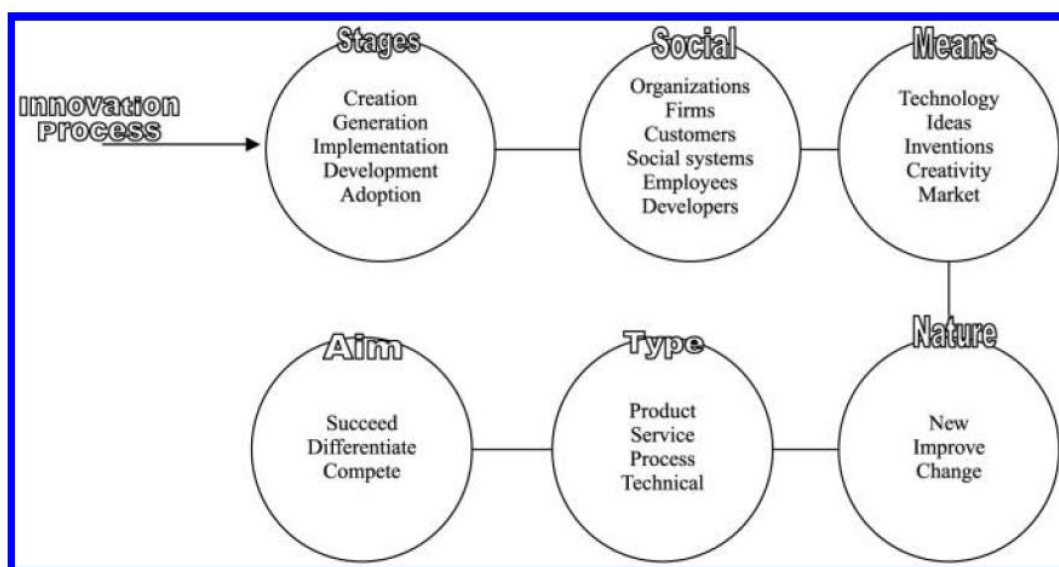 Innovation
Process
Stages
Creation
Generation
Implementation
Development
Adoption
Social
Organizations
Firms
Customers
Social systems
Employees
Developers
Means
Technology
Ideas
Inventions
Creativity
Market
Nature
New
Improve
Change
Type
Product
Service
Process
Technical
Aim
Succeed
Differentiate
Compete